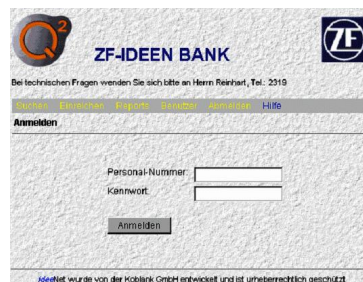 Q2
ZF
ZF-IDEEN BANK
Bei technischen Fragen wenden Sie sich bitte an Herrn Reinhart, Tel.: 2319
Suchen Einreichen Reports Benutzer Abmelden Hilfe
Anmelden
Personal-Nummer:
Kennwort:
Anmelden
ideeNet wurde von der Koblank GmbH entwickelt und ist urheberrechtlich geschützt.